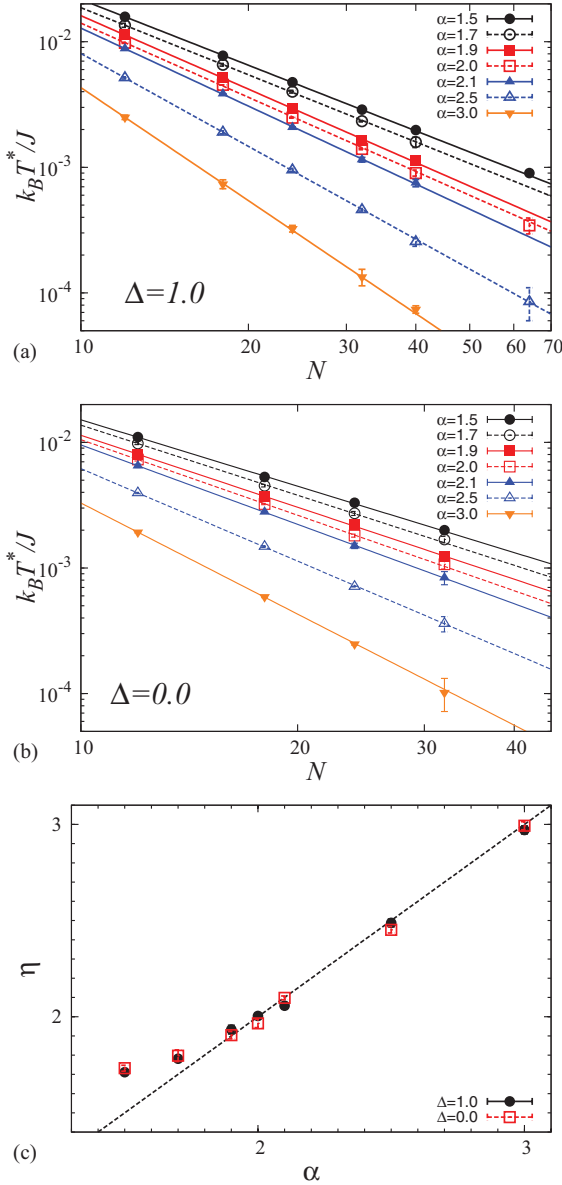 10⁻²
10⁻³
10⁻⁴
k_BT*/J
α=1.5
α=1.7
α=1.9
α=2.0
α=2.1
α=2.5
α=3.0
Δ=1.0
10 20 30 40 50 60 70
(a)
N
10⁻²
10⁻³
10⁻⁴
k_BT*/J
α=1.5
α=1.7
α=1.9
α=2.0
α=2.1
α=2.5
α=3.0
Δ=0.0
10 20 30 40
(b)
N
3
2
η
Δ=1.0
Δ=0.0
2 3
(c)
α